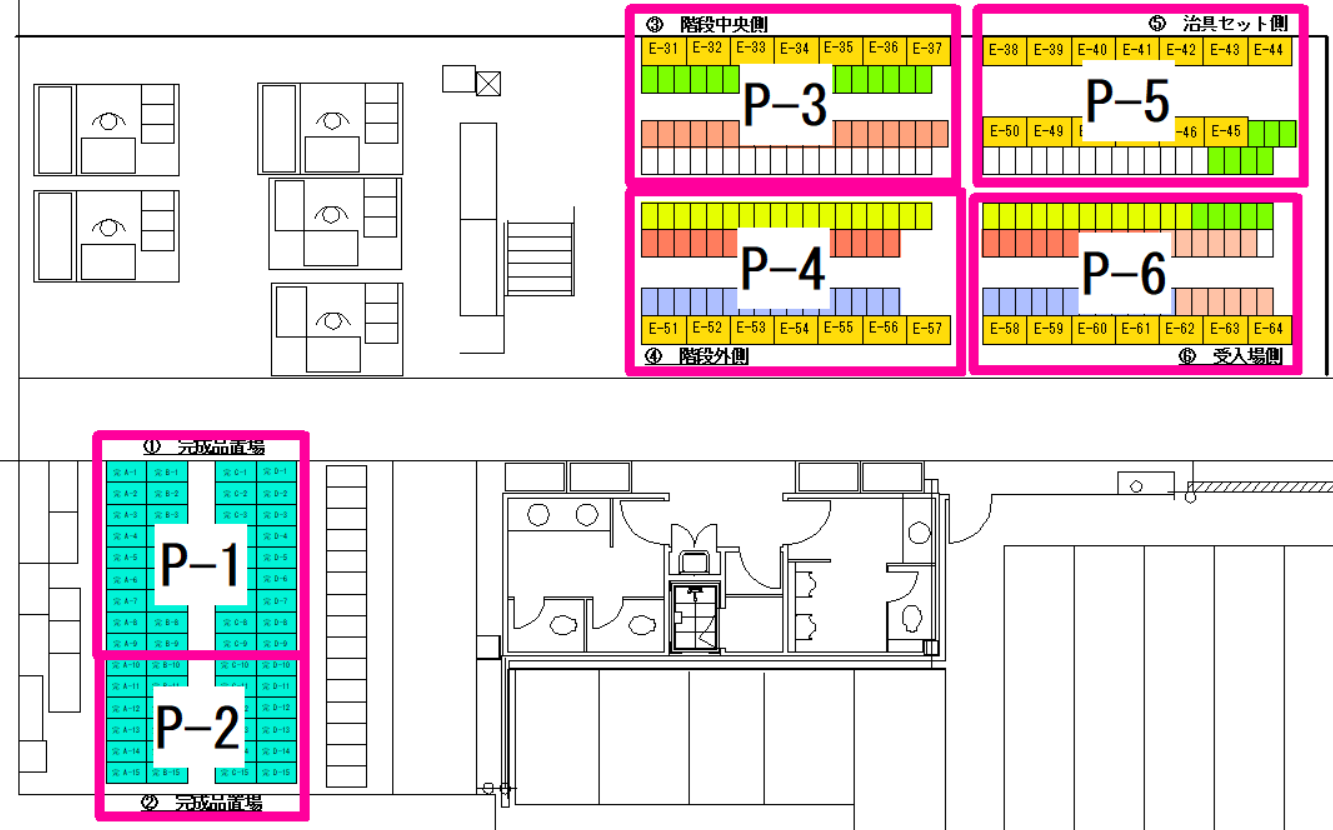 ③ 階段中央側
E-31 E-32 E-33 E-34 E-35 E-36 E-37
P-3
⑤ 治具セット側
E-38 E-39 E-40 E-41 E-42 E-43 E-44
P-5
E-50 E-49 E -46 E-45
P-4
E-51 E-52 E-53 E-54 E-55 E-56 E-57
④ 階段外側
P-6
E-58 E-59 E-60 E-61 E-62 E-63 E-64
⑥ 受入場側
① 完成品置場
完 A-1 完 B-1 完 C-1 完 D-1
完 A-2 完 B-2 完 C-2 完 D-2
完 A-3 完 B-3 完 C-3 完 D-3
完 A-4 完 D-4
完 A-5 完 D-5
P-1
完 A-6 完 D-6
完 A-7 完 D-7
完 A-8 完 B-8 完 C-8 完 D-8
完 A-9 完 B-9 完 C-9 完 D-9
完 A-10 完 B-10 完 C-10 完 D-10
完 A-11 完 B-11 完 C-11 完 D-11
完 A-12 2 完 D-12
P-2
完 A-13 3 完 D-13
完 A-14 4 完 D-14
完 A-15 完 B-15 完 C-15 完 D-15
② 完成品置場